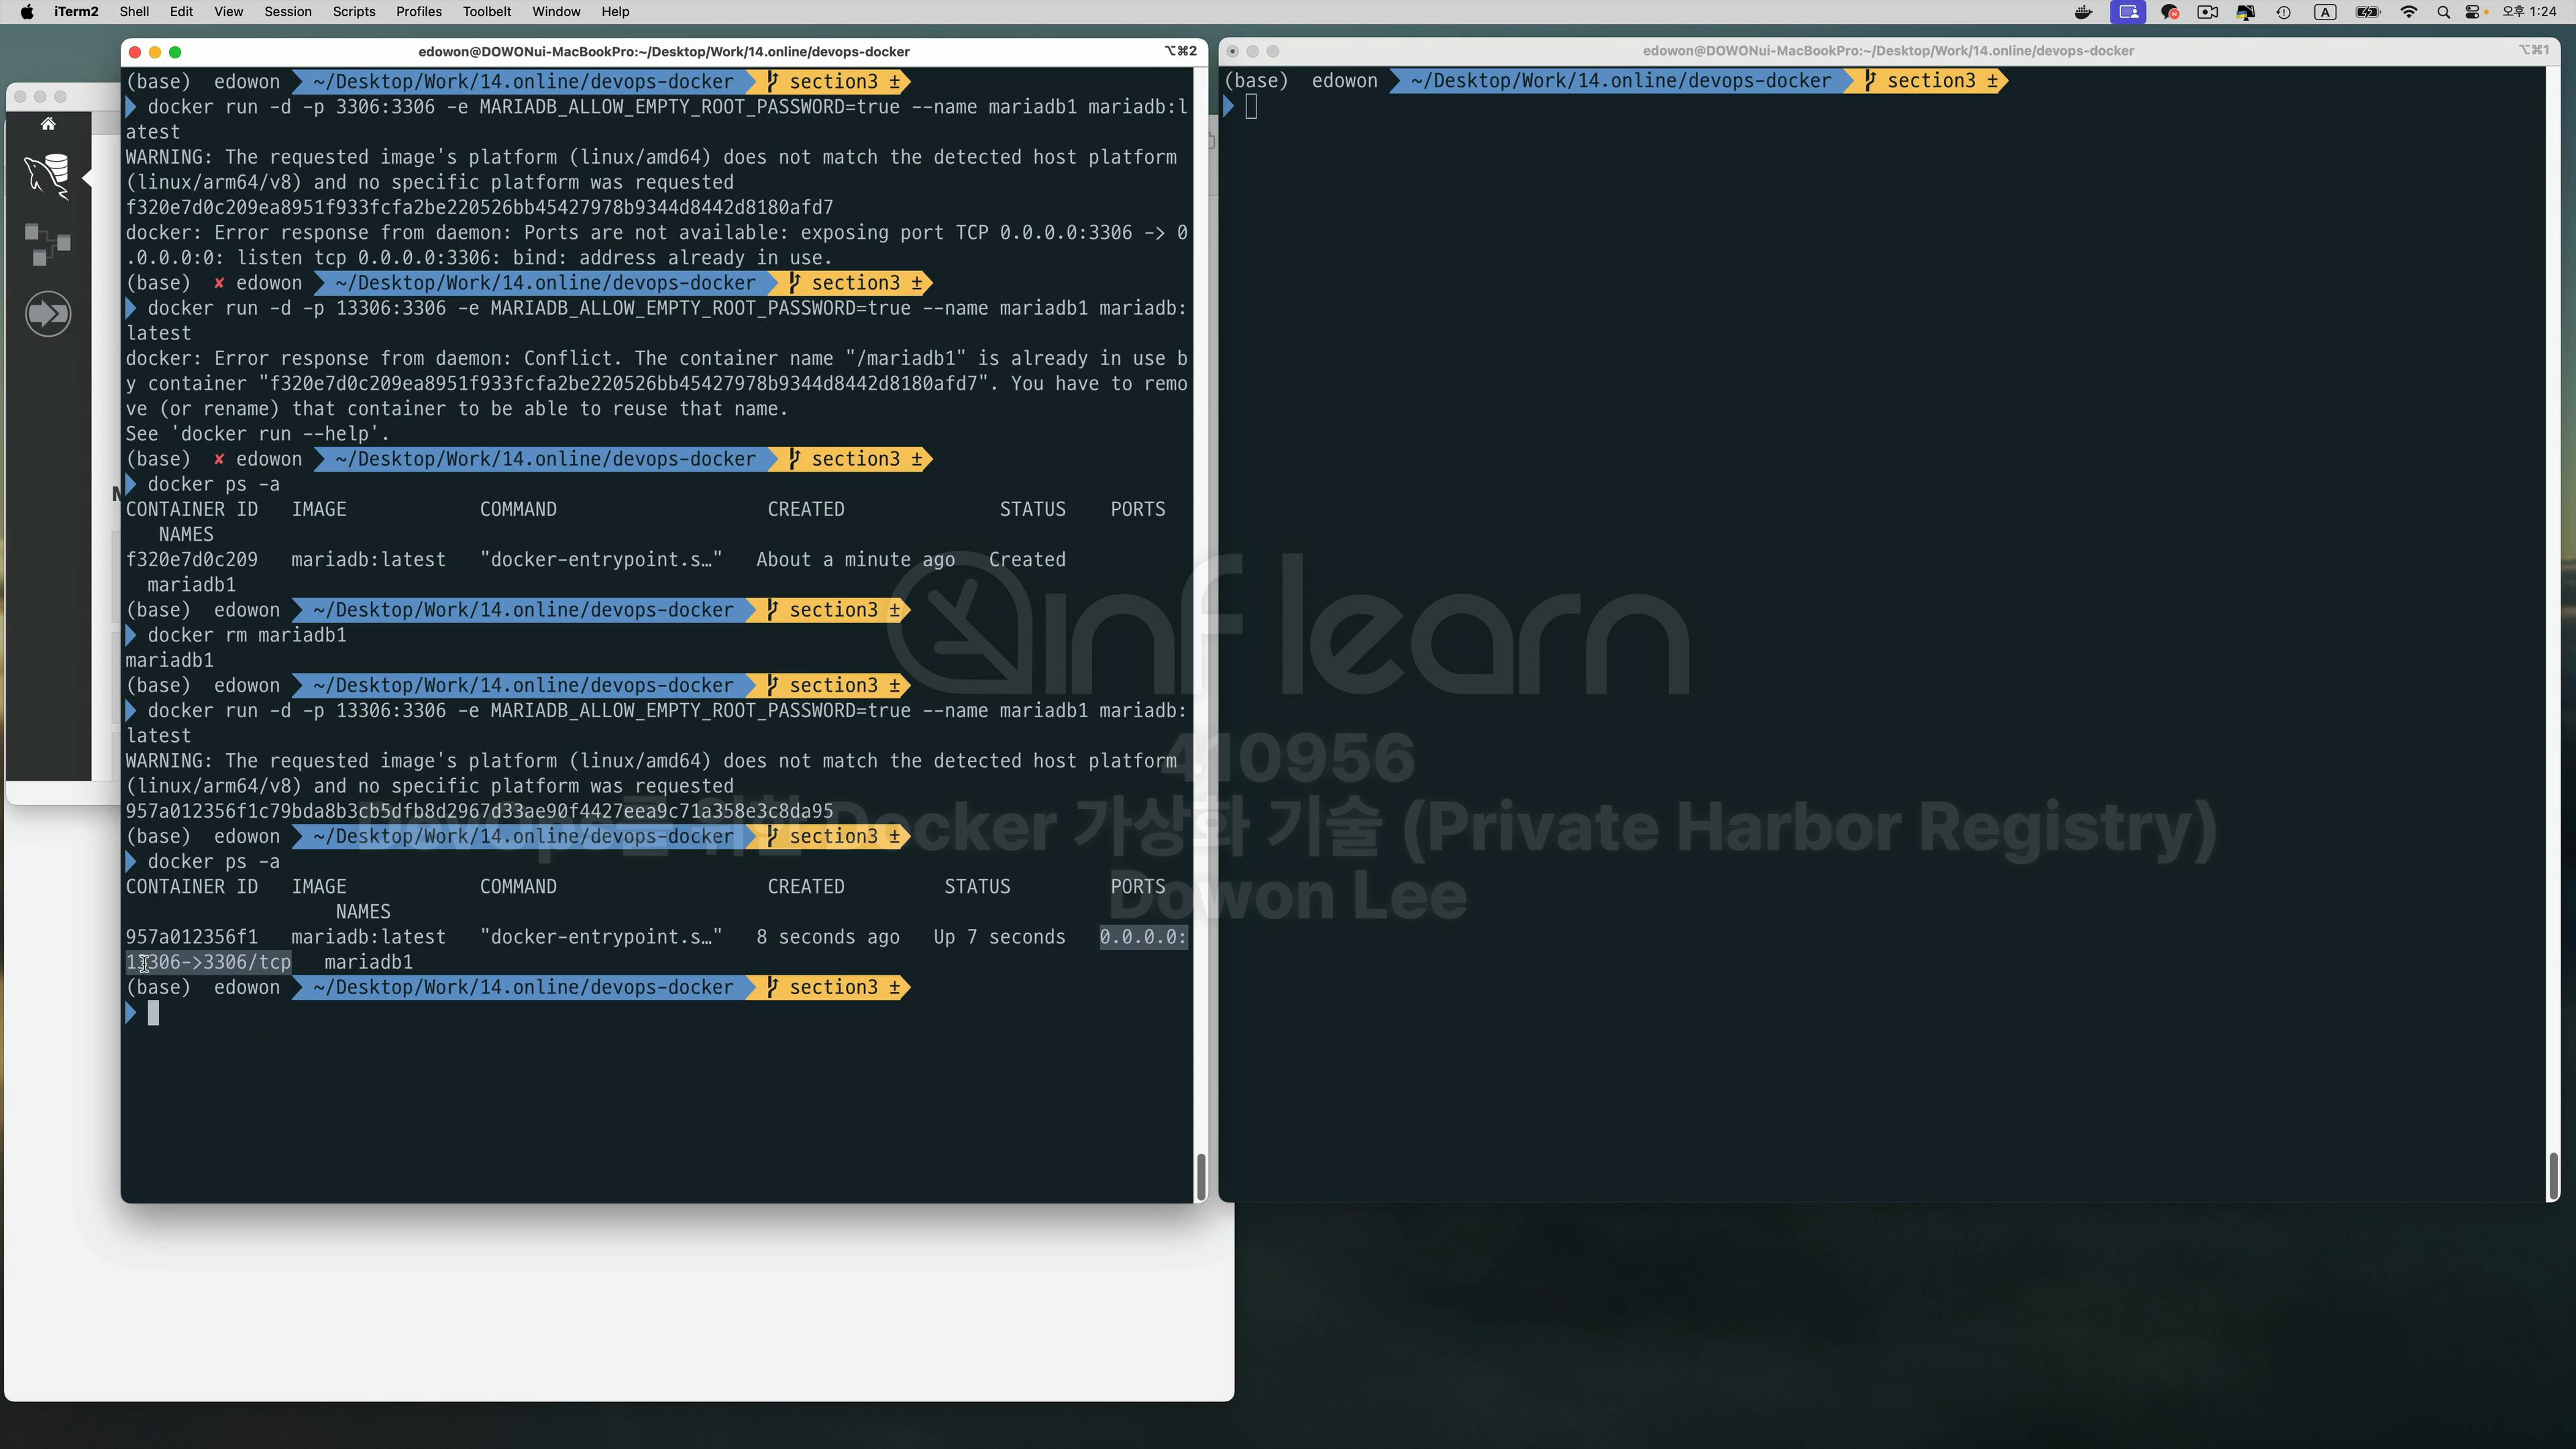 iTerm2 Shell Edit View Session Scripts Profiles Toolbelt Window Help
A
오후 1:24
edowon@DOWONui-MacBookPro:~/Desktop/Work/14.online/devops-docker ⌥⌘2
(base) edowon ~/Desktop/Work/14.online/devops-docker section3 ±
docker run -d -p 3306:3306 -e MARIADB_ALLOW_EMPTY_ROOT_PASSWORD=true --name mariadb1 mariadb:l
atest
WARNING: The requested image's platform (linux/amd64) does not match the detected host platform
(linux/arm64/v8) and no specific platform was requested
f320e7d0c209ea8951f933fcfa2be220526bb45427978b9344d8442d8180afd7
docker: Error response from daemon: Ports are not available: exposing port TCP 0.0.0.0:3306 -> 0
.0.0.0:0: listen tcp 0.0.0.0:3306: bind: address already in use.
(base) ✘ edowon ~/Desktop/Work/14.online/devops-docker section3 ±
docker run -d -p 13306:3306 -e MARIADB_ALLOW_EMPTY_ROOT_PASSWORD=true --name mariadb1 mariadb:
latest
docker: Error response from daemon: Conflict. The container name "/mariadb1" is already in use b
y container "f320e7d0c209ea8951f933fcfa2be220526bb45427978b9344d8442d8180afd7". You have to remo
ve (or rename) that container to be able to reuse that name.
See 'docker run --help'.
(base) ✘ edowon ~/Desktop/Work/14.online/devops-docker section3 ±
docker ps -a
CONTAINER ID IMAGE COMMAND CREATED STATUS PORTS
NAMES
f320e7d0c209 mariadb:latest "docker-entrypoint.s…" About a minute ago Created
mariadb1
(base) edowon ~/Desktop/Work/14.online/devops-docker section3 ±
docker rm mariadb1
mariadb1
(base) edowon ~/Desktop/Work/14.online/devops-docker section3 ±
docker run -d -p 13306:3306 -e MARIADB_ALLOW_EMPTY_ROOT_PASSWORD=true --name mariadb1 mariadb:
latest
WARNING: The requested image's platform (linux/amd64) does not match the detected host platform
(linux/arm64/v8) and no specific platform was requested
957a012356f1c79bda8b3cb5dfb8d2967d33ae90f4427eea9c71a358e3c8da95
(base) edowon ~/Desktop/Work/14.online/devops-docker section3 ±
docker ps -a
CONTAINER ID IMAGE COMMAND CREATED STATUS PORTS
NAMES
957a012356f1 mariadb:latest "docker-entrypoint.s…" 8 seconds ago Up 7 seconds 0.0.0.0:
13306->3306/tcp mariadb1
(base) edowon ~/Desktop/Work/14.online/devops-docker section3 ±
edowon@DOWONui-MacBookPro:~/Desktop/Work/14.online/devops-docker ⌥⌘1
(base) edowon ~/Desktop/Work/14.online/devops-docker section3 ±
inflearn
410956
DevOps를 위한 Docker 가상화 기술 (Private Harbor Registry)
Dowon Lee